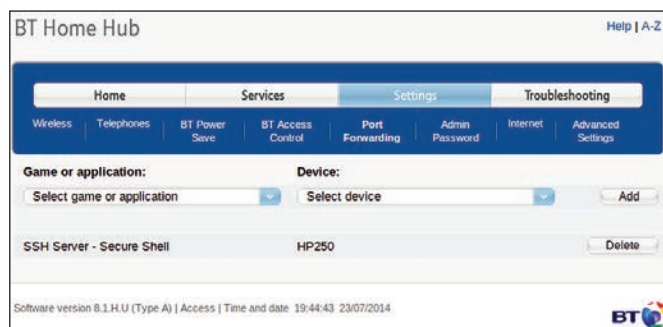 BT Home Hub
Help | A-Z
Home Services Settings Troubleshooting
Wireless Telephones BT Power Save BT Access Control Port Forwarding Admin Password Internet Advanced Settings
Game or application: Device:
Select game or application Select device Add
SSH Server - Secure Shell HP250 Delete
Software version 8.1.H.U (Type A) | Access | Time and date 19:44:43 23/07/2014
BT